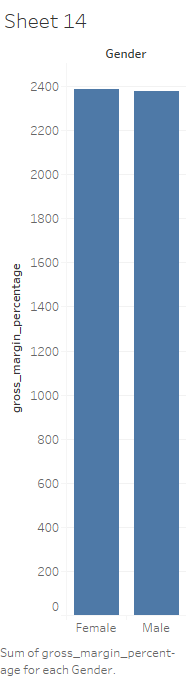 Sheet 14
Gender
gross_margin_percentage
2400
2200
2000
1800
1600
1400
1200
1000
800
600
400
200
0
Female Male
Sum of gross_margin_percent-
age for each Gender.